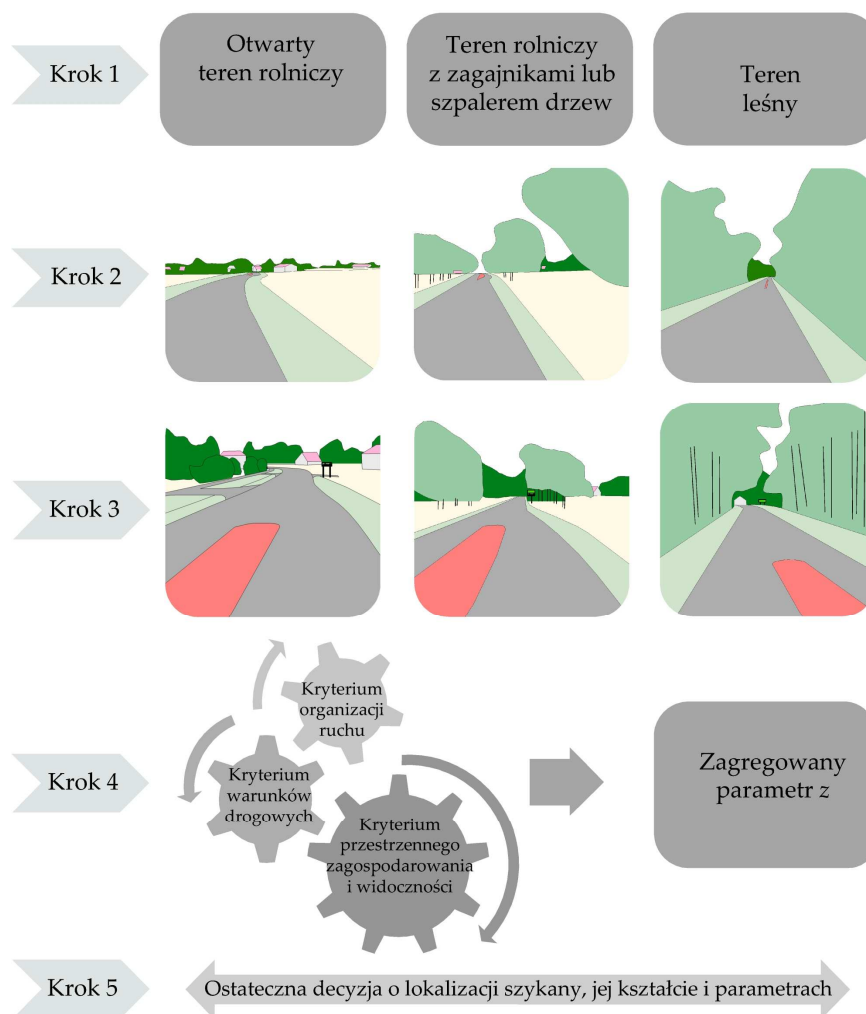 Krok 1
Otwarty
teren rolniczy
Teren rolniczy
z zagajnikami lub
szpalerem drzew
Teren
leśny
Krok 2
Krok 3
Krok 4
Kryterium
organizacji
ruchu
Kryterium
warunków
drogowych
Kryterium
przestrzennego
zagospodarowania
i widoczności
Zagregowany
parametr z
Krok 5
Ostateczna decyzja o lokalizacji szykany, jej kształcie i parametrach